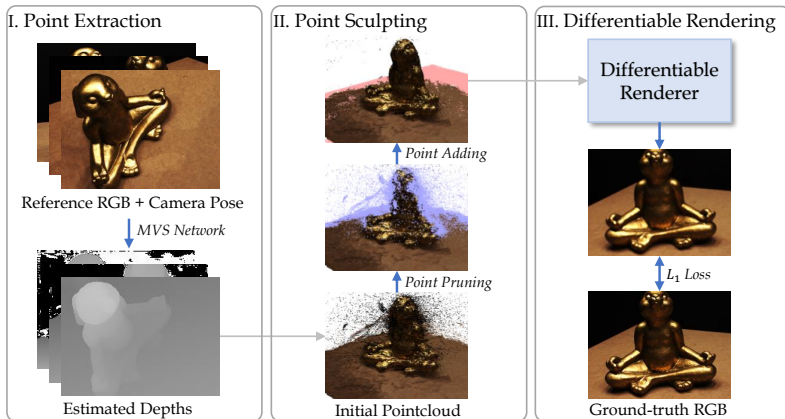 I. Point Extraction
Reference RGB + Camera Pose
MVS Network
Estimated Depths
II. Point Sculpting
Point Adding
Point Pruning
Initial Pointcloud
III. Differentiable Rendering
Differentiable
Renderer
L₁ Loss
Ground-truth RGB